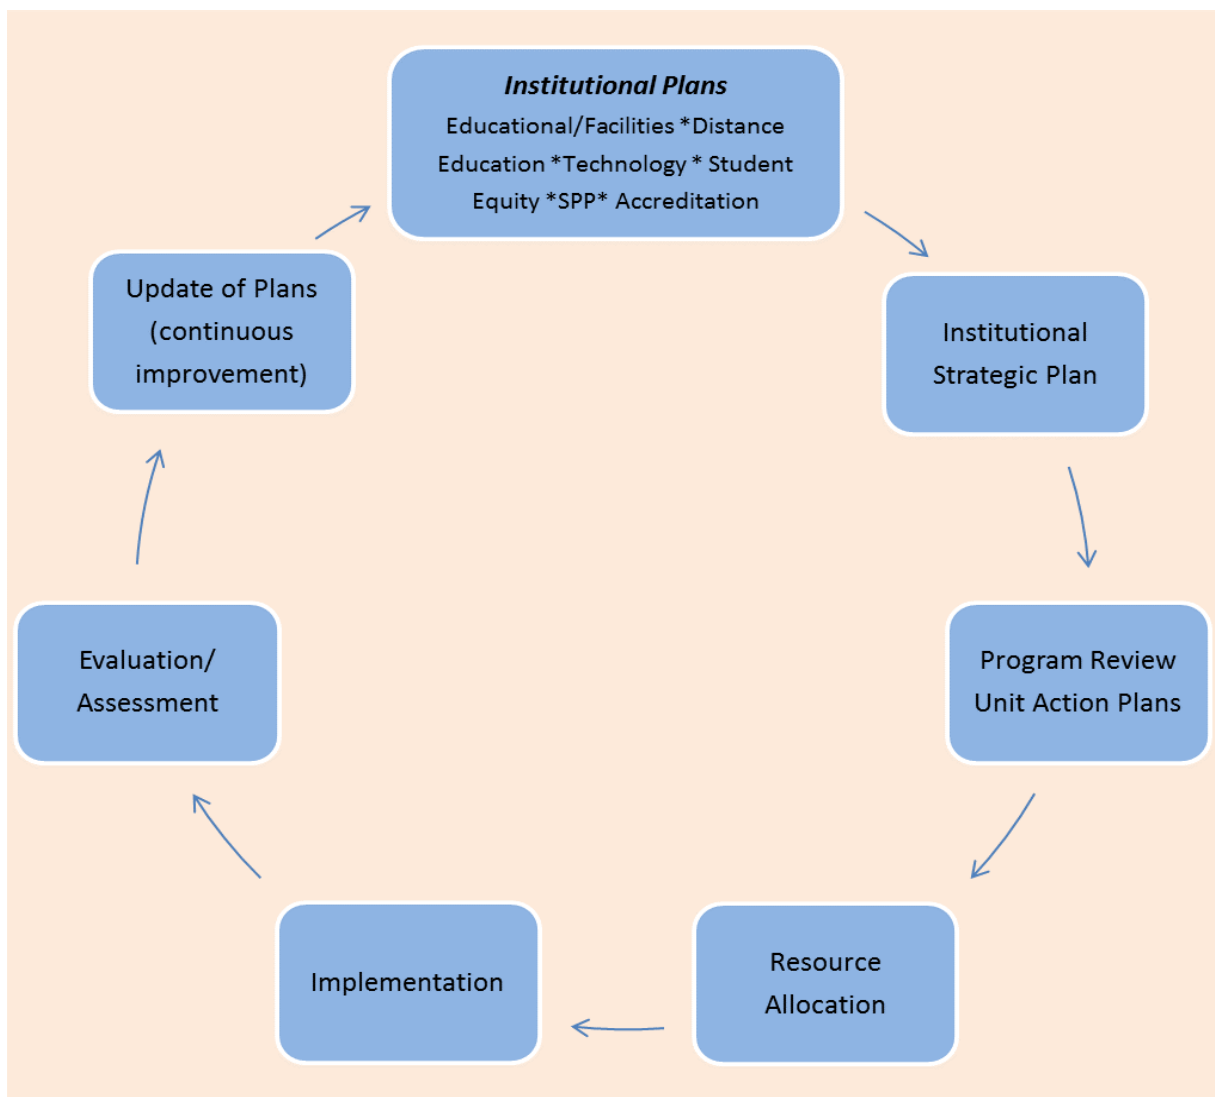 Institutional Plans
Educational/Facilities *Distance
Education *Technology * Student
Equity *SPP* Accreditation
Institutional
Strategic Plan
Program Review
Unit Action Plans
Resource
Allocation
Implementation
Evaluation/
Assessment
Update of Plans
(continuous
improvement)